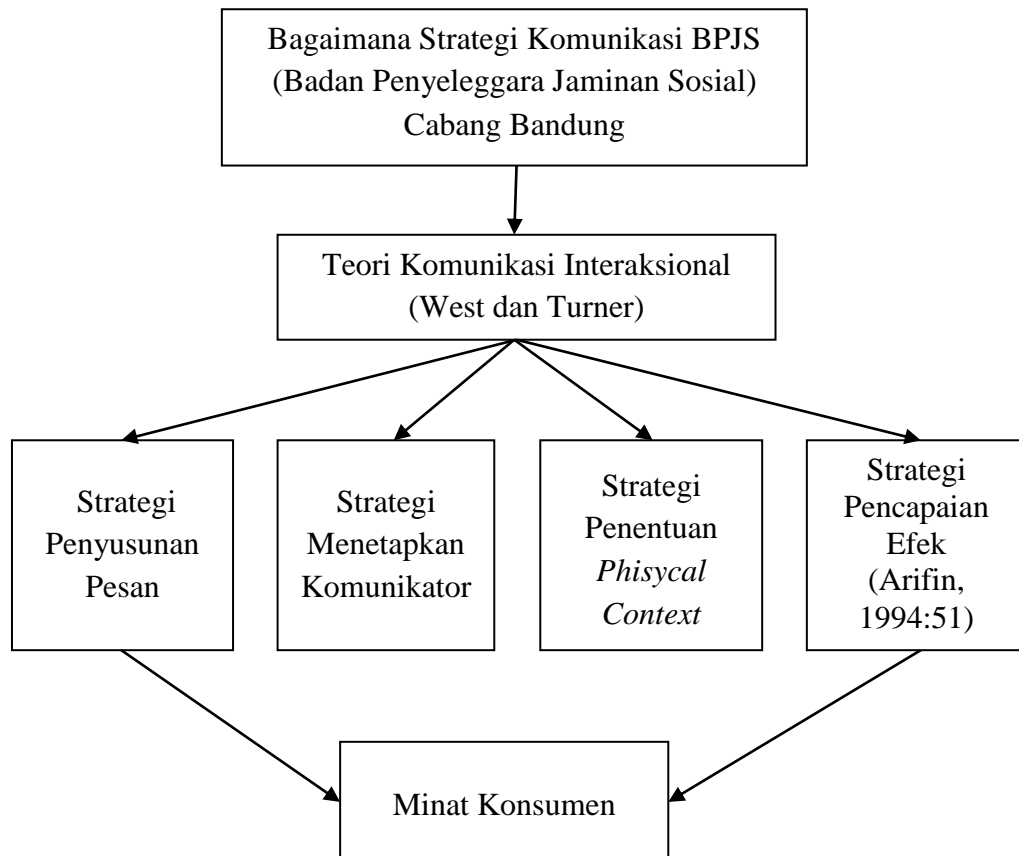 Bagaimana Strategi Komunikasi BPJS
(Badan Penyeleggara Jaminan Sosial)
Cabang Bandung
Teori Komunikasi Interaksional
(West dan Turner)
Strategi
Penyusunan
Pesan
Strategi
Menetapkan
Komunikator
Strategi
Penentuan
Phisycal
Context
Strategi
Pencapaian
Efek
(Arifin,
1994:51)
Minat Konsumen